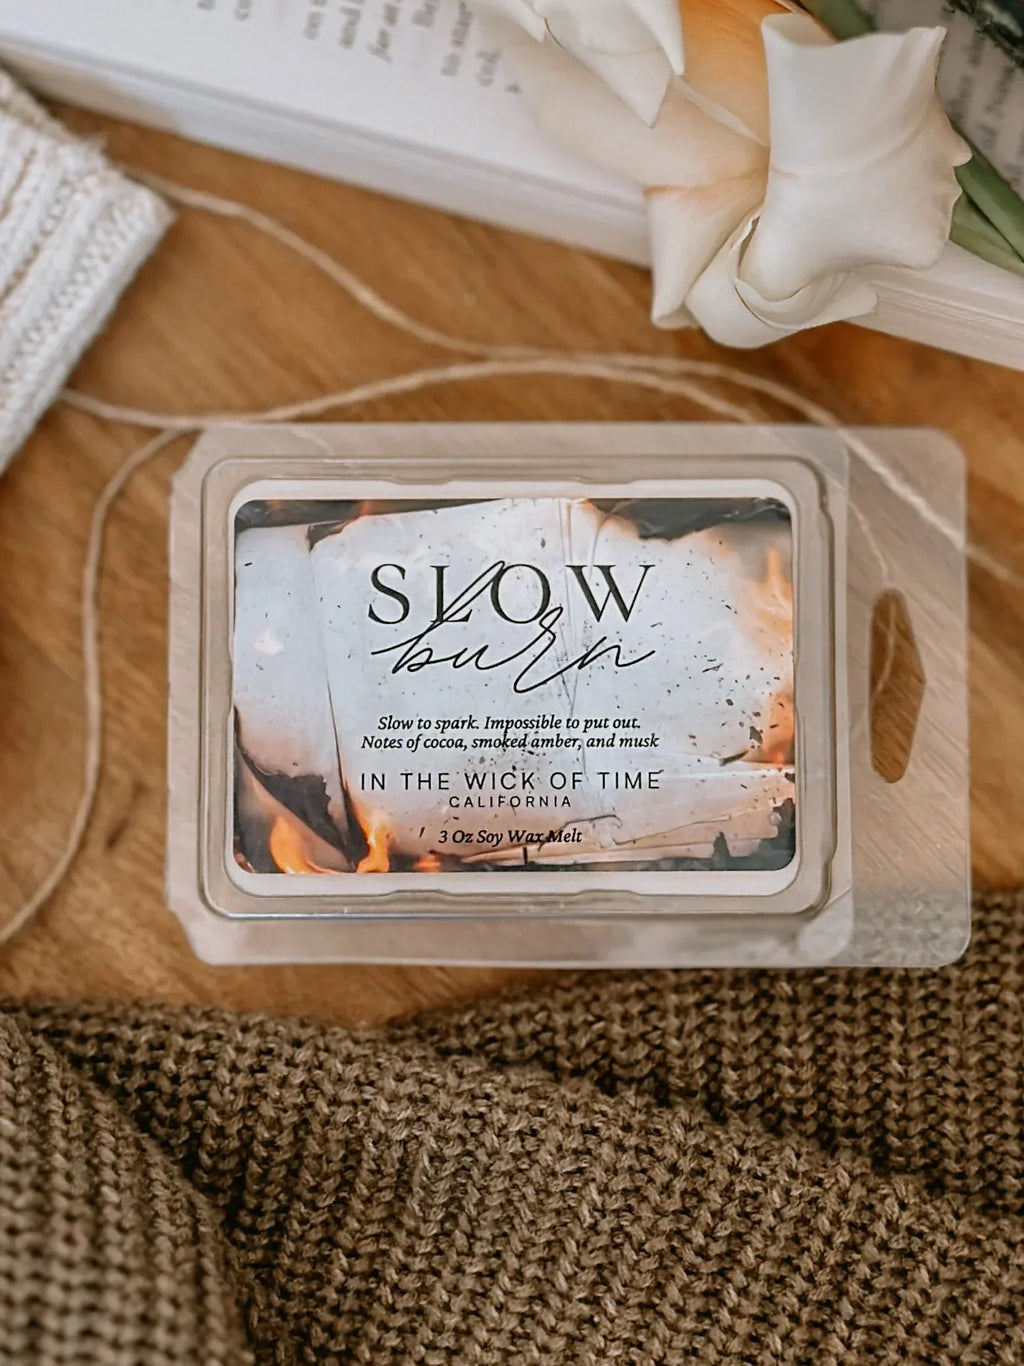 SLOW
burn
Slow to spark. Impossible to put out.
Notes of cocoa, smoked amber, and musk
IN THE WICK OF TIME
CALIFORNIA
3 Oz Soy Wax Melt